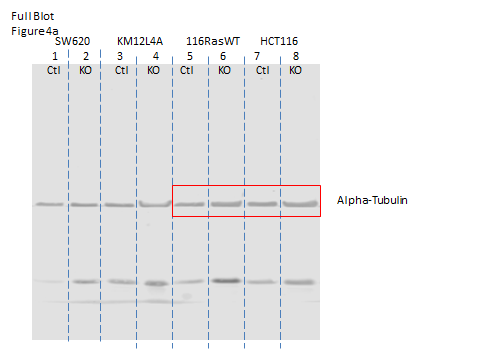 Full Blot
Figure4a
SW620 KM12L4A 116RasWT HCT116
1 2 3 4 5 6 7 8
Ctl KO Ctl KO Ctl KO Ctl KO
Alpha-Tubulin